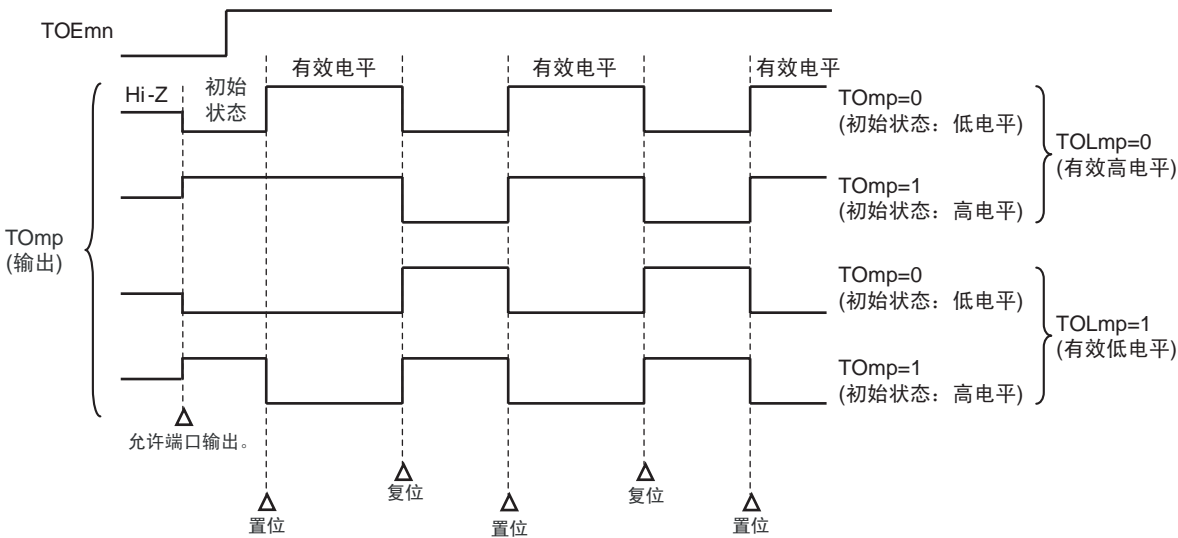 TOEmn
有效电平
有效电平
有效电平
Hi-Z
初始
状态
TOmp=0
(初始状态：低电平)
TOLmp=0
(有效高电平)
TOmp=1
(初始状态：高电平)
TOmp
(输出)
TOmp=0
(初始状态：低电平)
TOLmp=1
(有效低电平)
TOmp=1
(初始状态：高电平)
允许端口输出。
复位
复位
置位
置位
置位